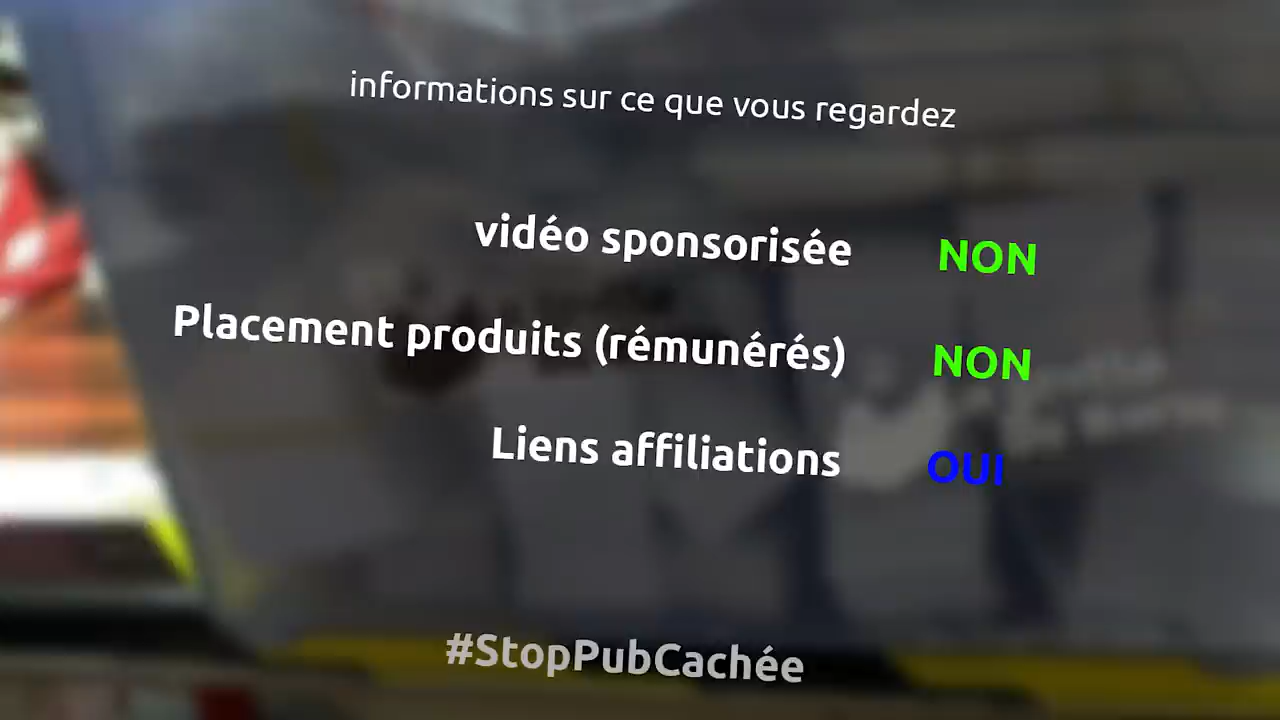 informations sur ce que vous regardez
vidéo sponsorisée NON
Placement produits (rémunérés) NON
Liens affiliations OUI
#StopPubCachée